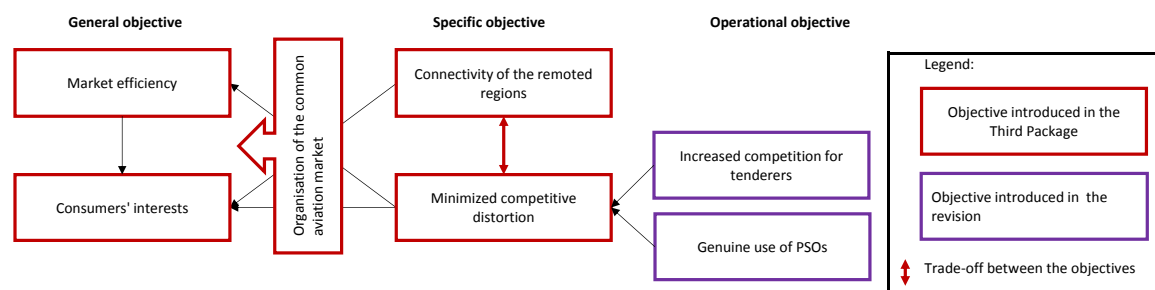 General objective
Specific objective
Operational objective
Market efficiency
Consumers' interests
Organisation of the common
aviation market
Connectivity of the remoted
regions
Minimized competitive
distortion
Increased competition for
tenderers
Genuine use of PSOs
Legend:
Objective introduced in the
Third Package
Objective introduced in  the
revision
Trade-off between the objectives